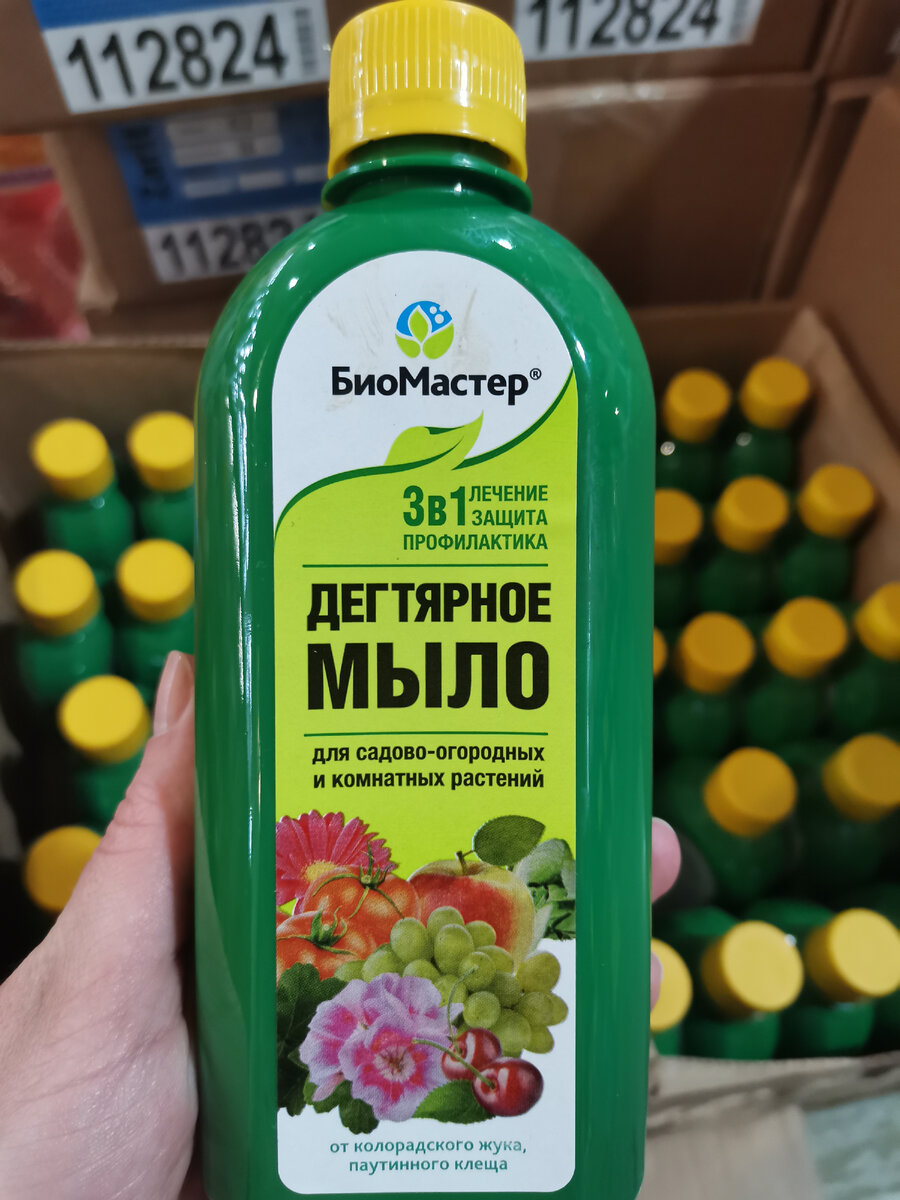 112824
112824
БиоМастер®
3в1 ЛЕЧЕНИЕ
ЗАЩИТА
ПРОФИЛАКТИКА
ДЕГТЯРНОЕ
МЫЛО
для садово-огородных
и комнатных растений
от колорадского жука,
паутинного клеща